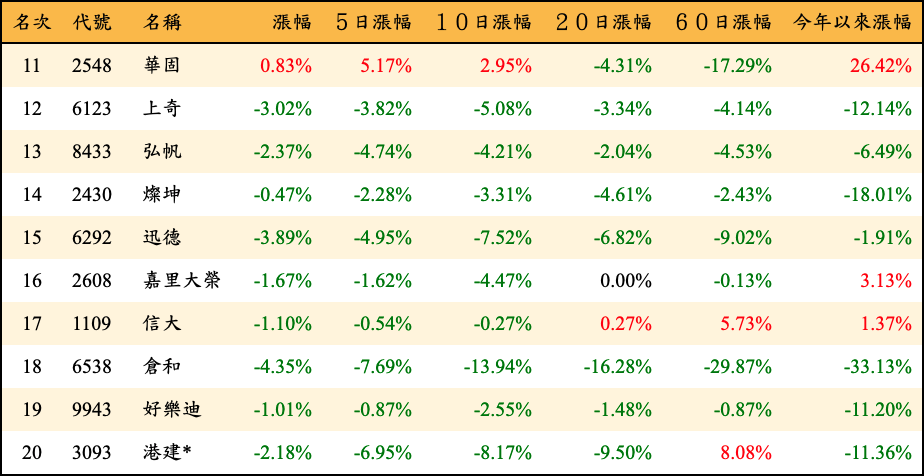 名次 代號 名稱 漲幅 5日漲幅 10日漲幅 20日漲幅 60日漲幅 今年以來漲幅
11 2548 華固 0.83% 5.17% 2.95% -4.31% -17.29% 26.42%
12 6123 上奇 -3.02% -3.82% -5.08% -3.34% -4.14% -12.14%
13 8433 弘帆 -2.37% -4.74% -4.21% -2.04% -4.53% -6.49%
14 2430 燦坤 -0.47% -2.28% -3.31% -4.61% -2.43% -18.01%
15 6292 迅德 -3.89% -4.95% -7.52% -6.82% -9.02% -1.91%
16 2608 嘉里大榮 -1.67% -1.62% -4.47% 0.00% -0.13% 3.13%
17 1109 信大 -1.10% -0.54% -0.27% 0.27% 5.73% 1.37%
18 6538 倉和 -4.35% -7.69% -13.94% -16.28% -29.87% -33.13%
19 9943 好樂迪 -1.01% -0.87% -2.55% -1.48% -0.87% -11.20%
20 3093 港建* -2.18% -6.95% -8.17% -9.50% 8.08% -11.36%